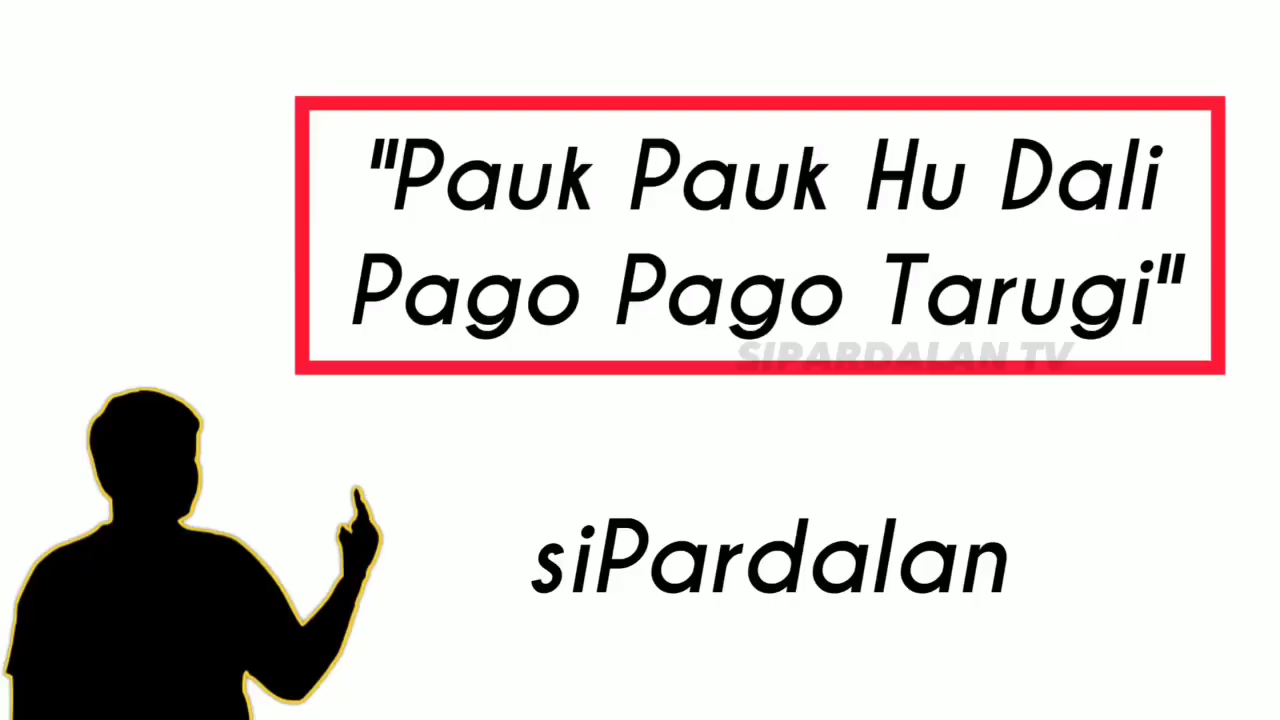 "Pauk Pauk Hu Dali
Pago Pago Tarugi"
SIPARDALAN TV
siPardalan